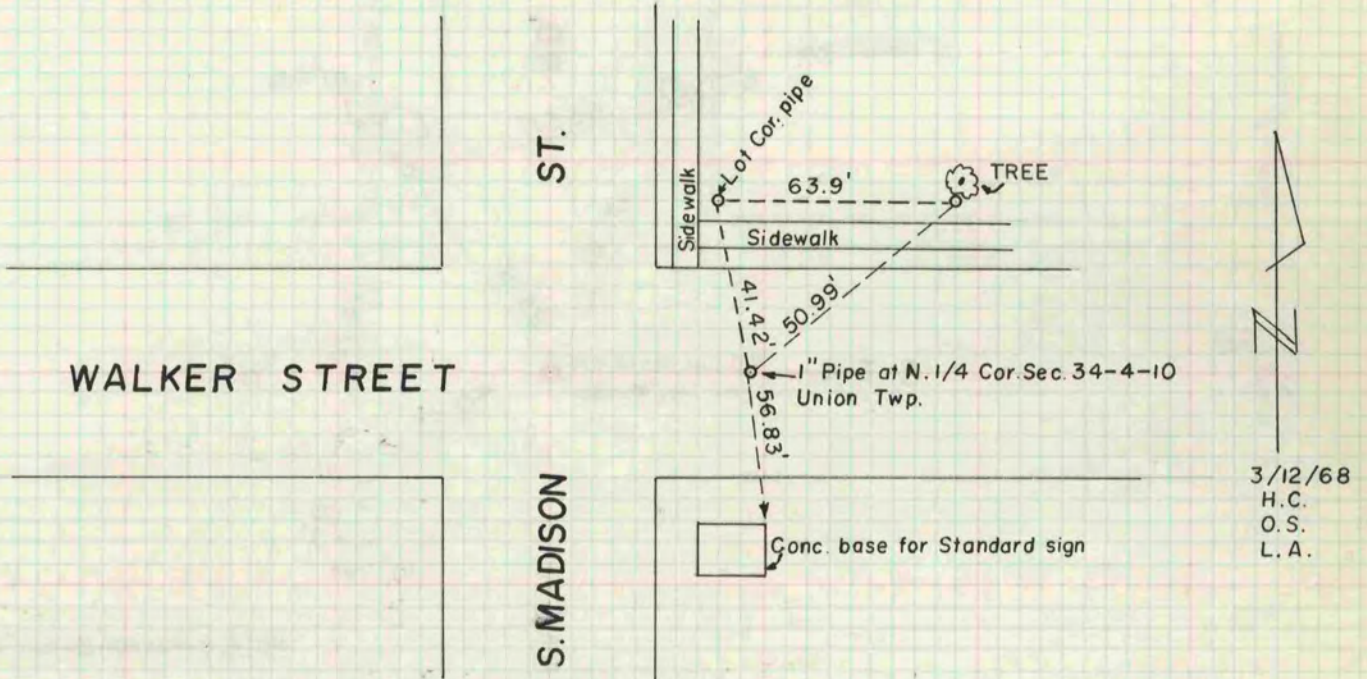 ST.
Lot Cor. pipe
63.9'
TREE
Sidewalk
Sidewalk
41.42'
50.99'
WALKER STREET
1" Pipe at N. 1/4 Cor. Sec. 34-4-10
Union Twp.
56.83'
N
S. MADISON
3/12/68
H.C.
O.S.
L.A.
Conc. base for Standard sign